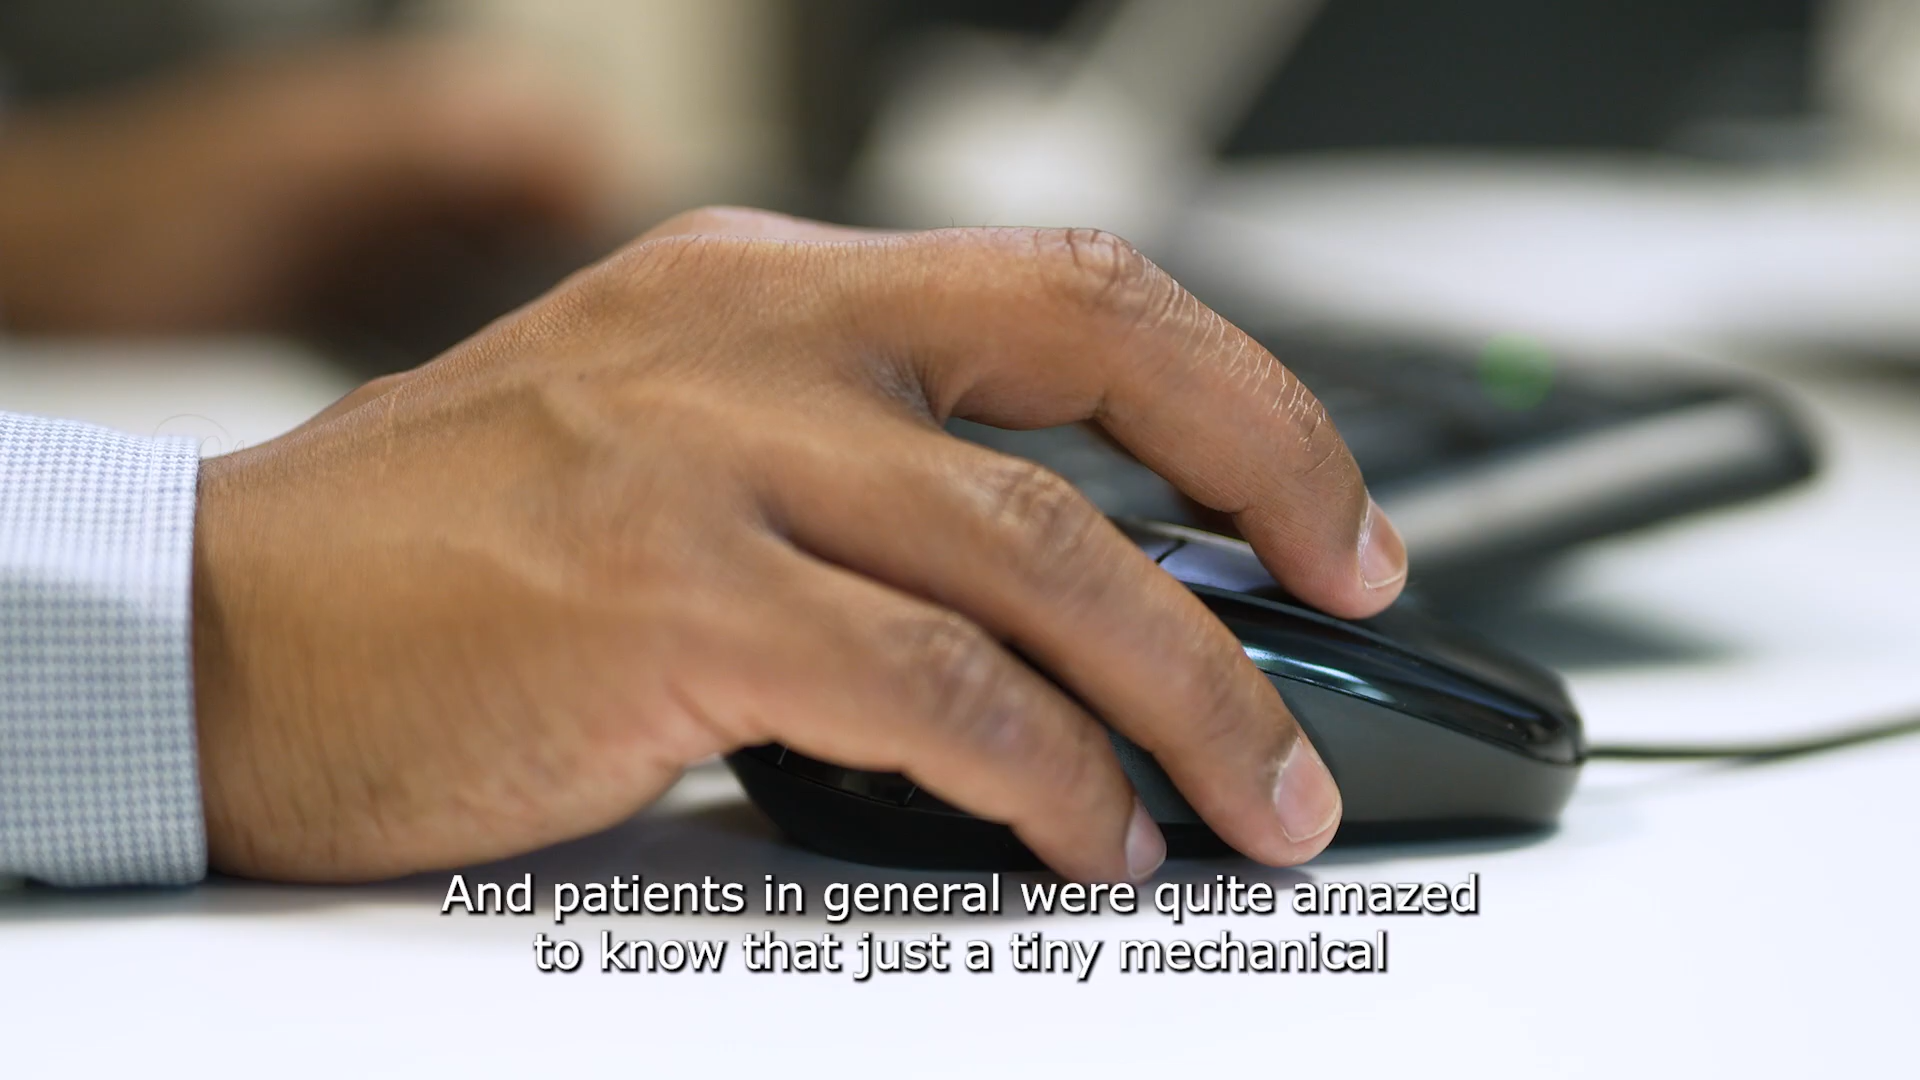 And patients in general were quite amazed
to know that just a tiny mechanical